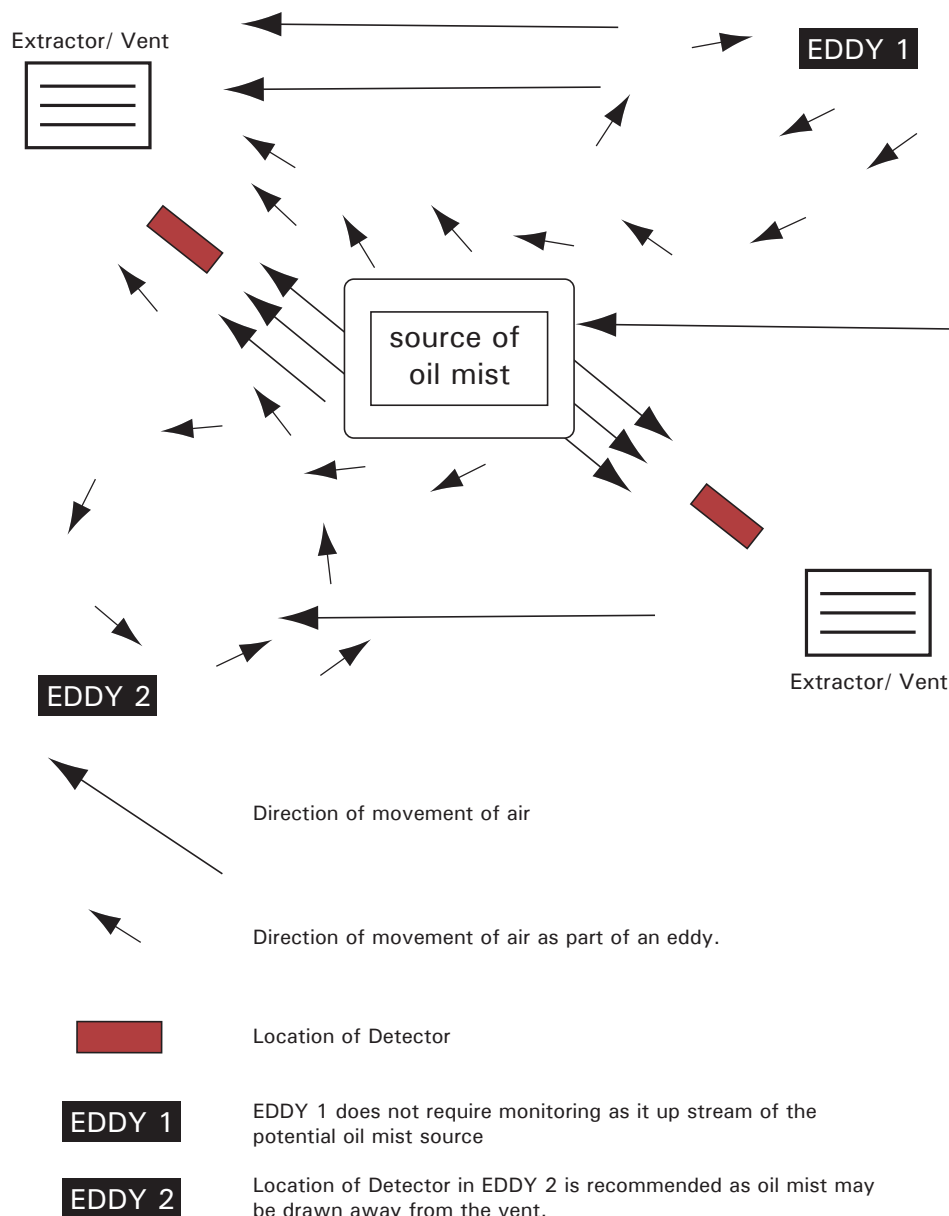 Extractor/ Vent
EDDY 1
source of
oil mist
Extractor/ Vent
EDDY 2
Direction of movement of air
Direction of movement of air as part of an eddy.
Location of Detector
EDDY 1
EDDY 1 does not require monitoring as it up stream of the
potential oil mist source
EDDY 2
Location of Detector in EDDY 2 is recommended as oil mist may
be drawn away from the vent.